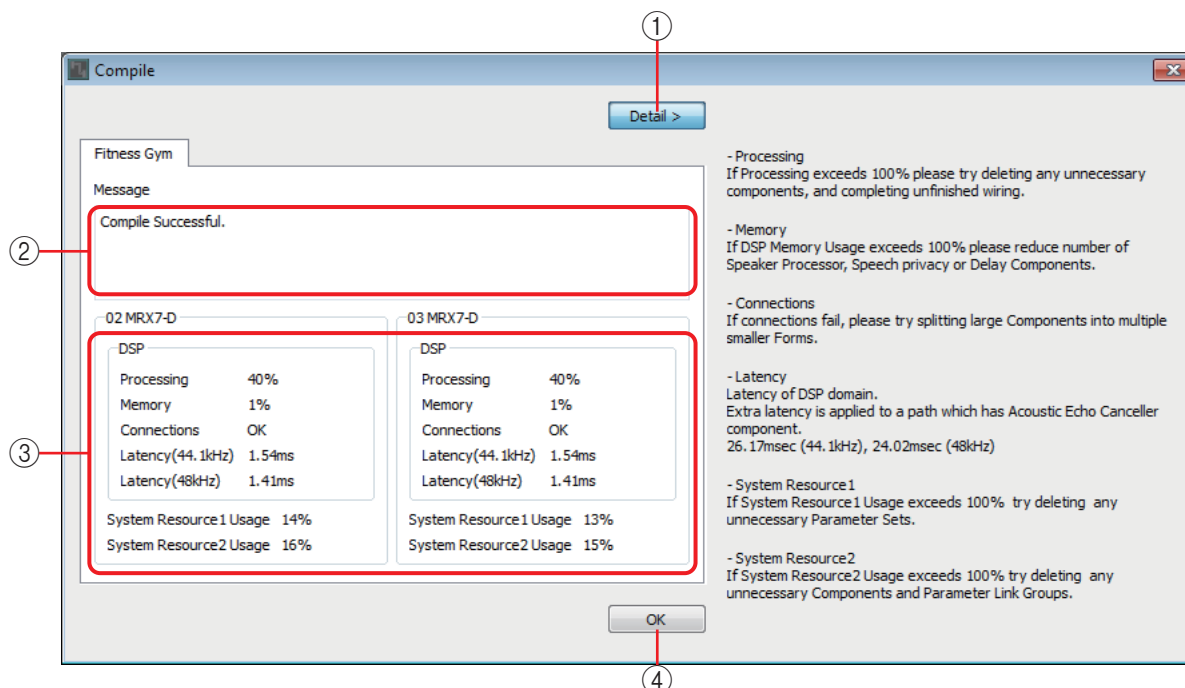 ①
Compile
Detail >
Fitness Gym
Message
②
Compile Successful.
③
02 MRX7-D
DSP
Processing 40%
Memory 1%
Connections OK
Latency(44.1kHz) 1.54ms
Latency(48kHz) 1.41ms
System Resource1 Usage 14%
System Resource2 Usage 16%
03 MRX7-D
DSP
Processing 40%
Memory 1%
Connections OK
Latency(44.1kHz) 1.54ms
Latency(48kHz) 1.41ms
System Resource1 Usage 13%
System Resource2 Usage 15%
- Processing
If Processing exceeds 100% please try deleting any unnecessary
components, and completing unfinished wiring.
- Memory
If DSP Memory Usage exceeds 100% please reduce number of
Speaker Processor, Speech privacy or Delay Components.
- Connections
If connections fail, please try splitting large Components into multiple
smaller Forms.
- Latency
Latency of DSP domain.
Extra latency is applied to a path which has Acoustic Echo Canceller
component.
26.17msec (44.1kHz), 24.02msec (48kHz)
- System Resource1
If System Resource1 Usage exceeds 100% try deleting any
unnecessary Parameter Sets.
- System Resource2
If System Resource2 Usage exceeds 100% try deleting any
unnecessary Components and Parameter Link Groups.
OK
④